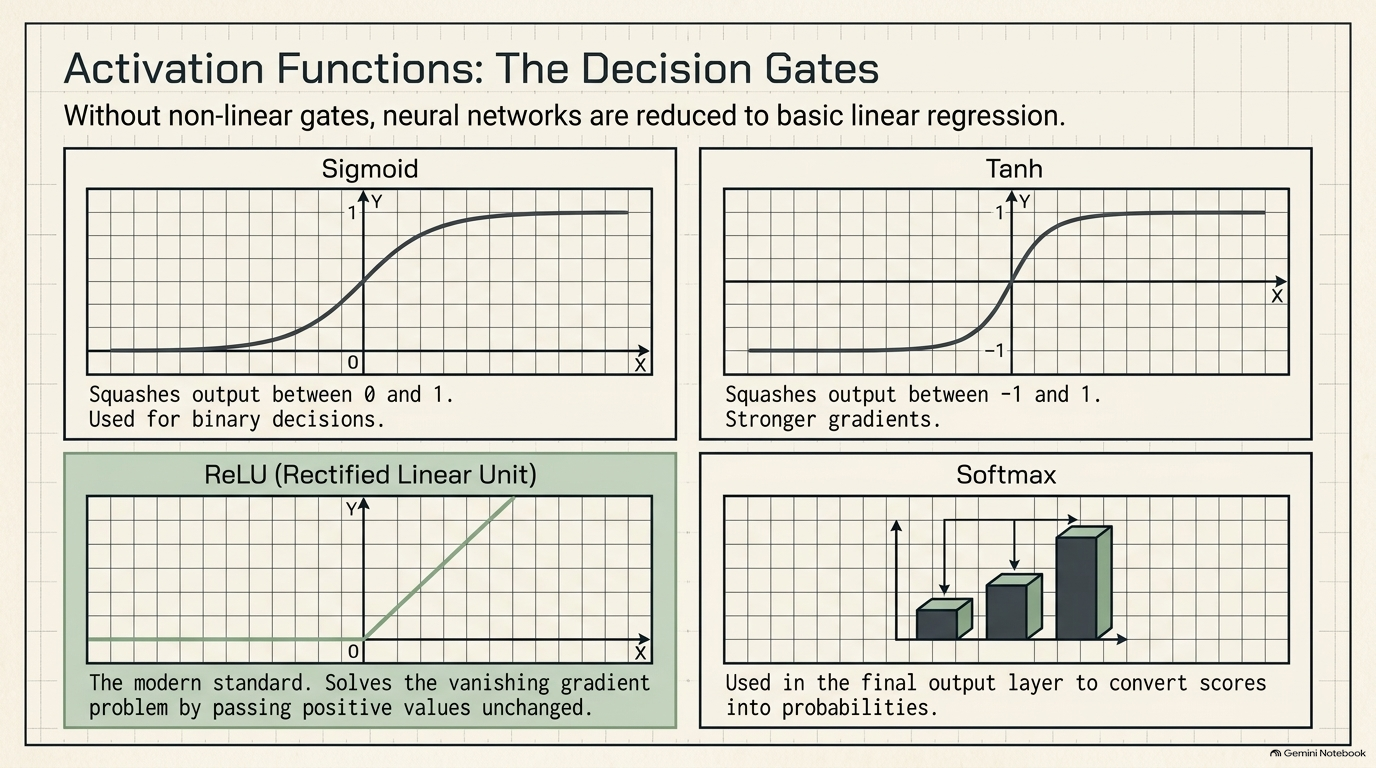 Activation Functions: The Decision Gates
Without non-linear gates, neural networks are reduced to basic linear regression.
Sigmoid
1 Y
0
X
Squashes output between 0 and 1.
Used for binary decisions.
Tanh
1 Y
X
−1
Squashes output between −1 and 1.
Stronger gradients.
ReLU (Rectified Linear Unit)
Y
0
X
The modern standard. Solves the vanishing gradient
problem by passing positive values unchanged.
Softmax
Used in the final output layer to convert scores
into probabilities.
Gemini Notebook